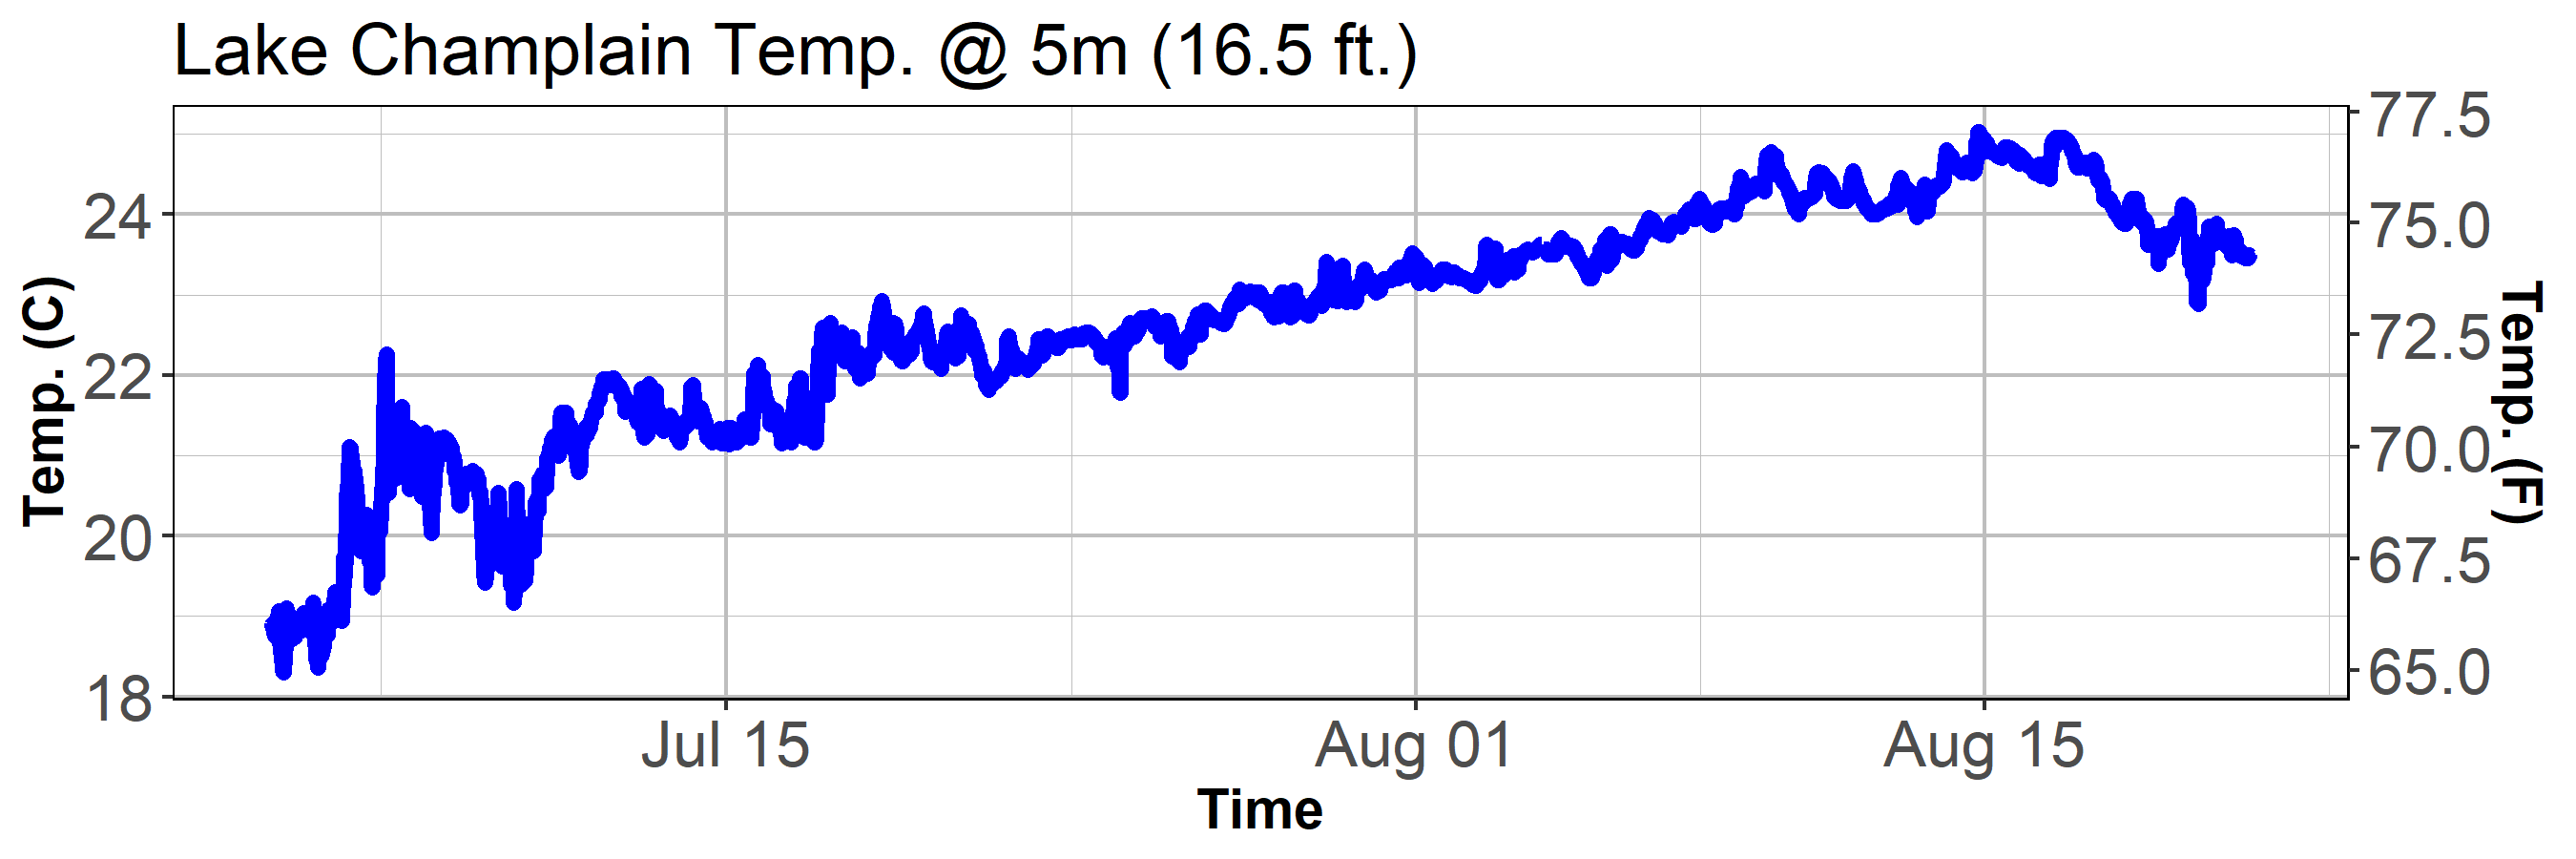 Lake Champlain Temp. @ 5m (16.5 ft.)
Temp. (C)
24
22
20
18
77.5
75.0
72.5
70.0
67.5
65.0
Temp. (F)
Jul 15
Aug 01
Aug 15
Time